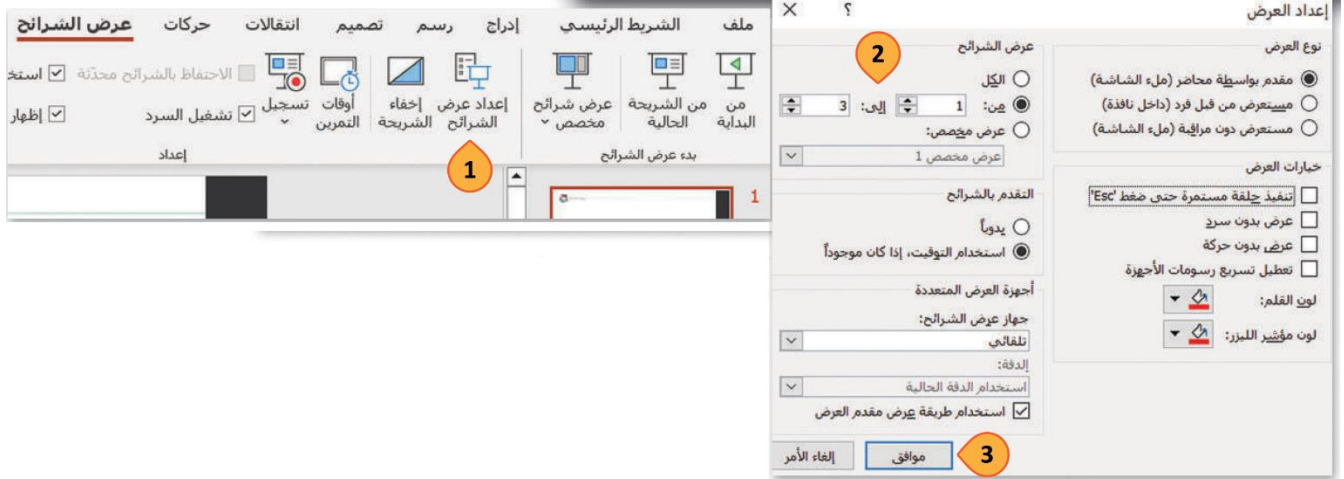 ملف الشريط الرئيسي إدراج رسم تصميم انتقالات حركات عرض الشرائح
من البداية
من الشريحة الحالية
عرض شرائح مخصص
إعداد عرض الشرائح
إخفاء الشريحة
أوقات التمرين
تسجيل
الاحتفاظ بالشرائح محدّثة
تشغيل السرد
استخد
إظهار
بدء عرض الشرائح
إعداد
1
1
إعداد العرض
؟ ×
نوع العرض
مقدم بواسطة محاضر (ملء الشاشة)
مستعرض من قبل فرد (داخل نافذة)
مستعرض دون مراقبة (ملء الشاشة)
خيارات العرض
تنفيذ حلقة مستمرة حتى ضغط 'Esc'
عرض بدون سرد
عرض بدون حركة
تعطيل تسريع رسومات الأجهزة
لون القلم:
لون مؤشر الليزر:
عرض الشرائح
2
الكل
من: 1 إلى: 3
عرض مخصص:
عرض مخصص 1
التقدم بالشرائح
يدوياً
استخدام التوقيت، إذا كان موجوداً
أجهزة العرض المتعددة
جهاز عرض الشرائح:
تلقائي
الدقة:
استخدام الدقة الحالية
استخدام طريقة عرض مقدم العرض
3
موافق
إلغاء الأمر